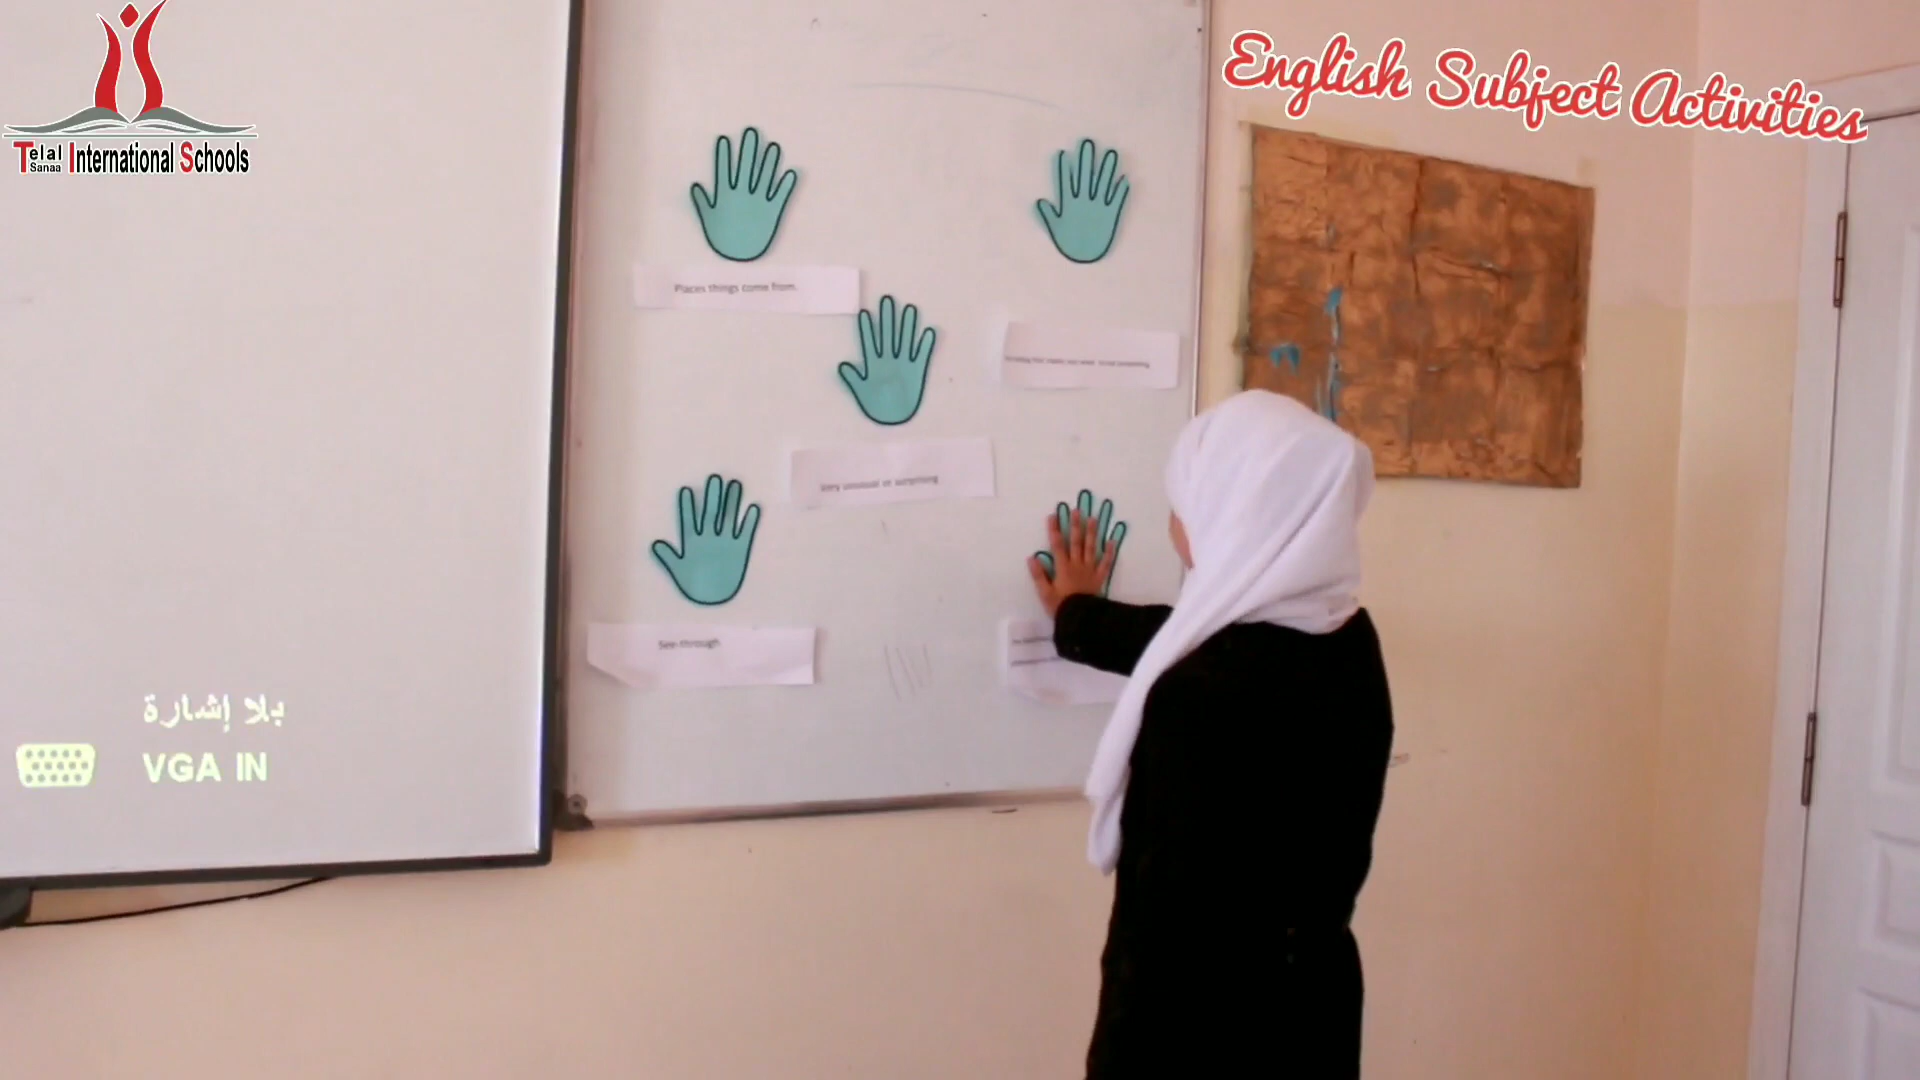 Telal Sanaa International Schools
English Subject Activities
Places things come from.
Very unusual or surprising
See-through
بلا إشارة
VGA IN